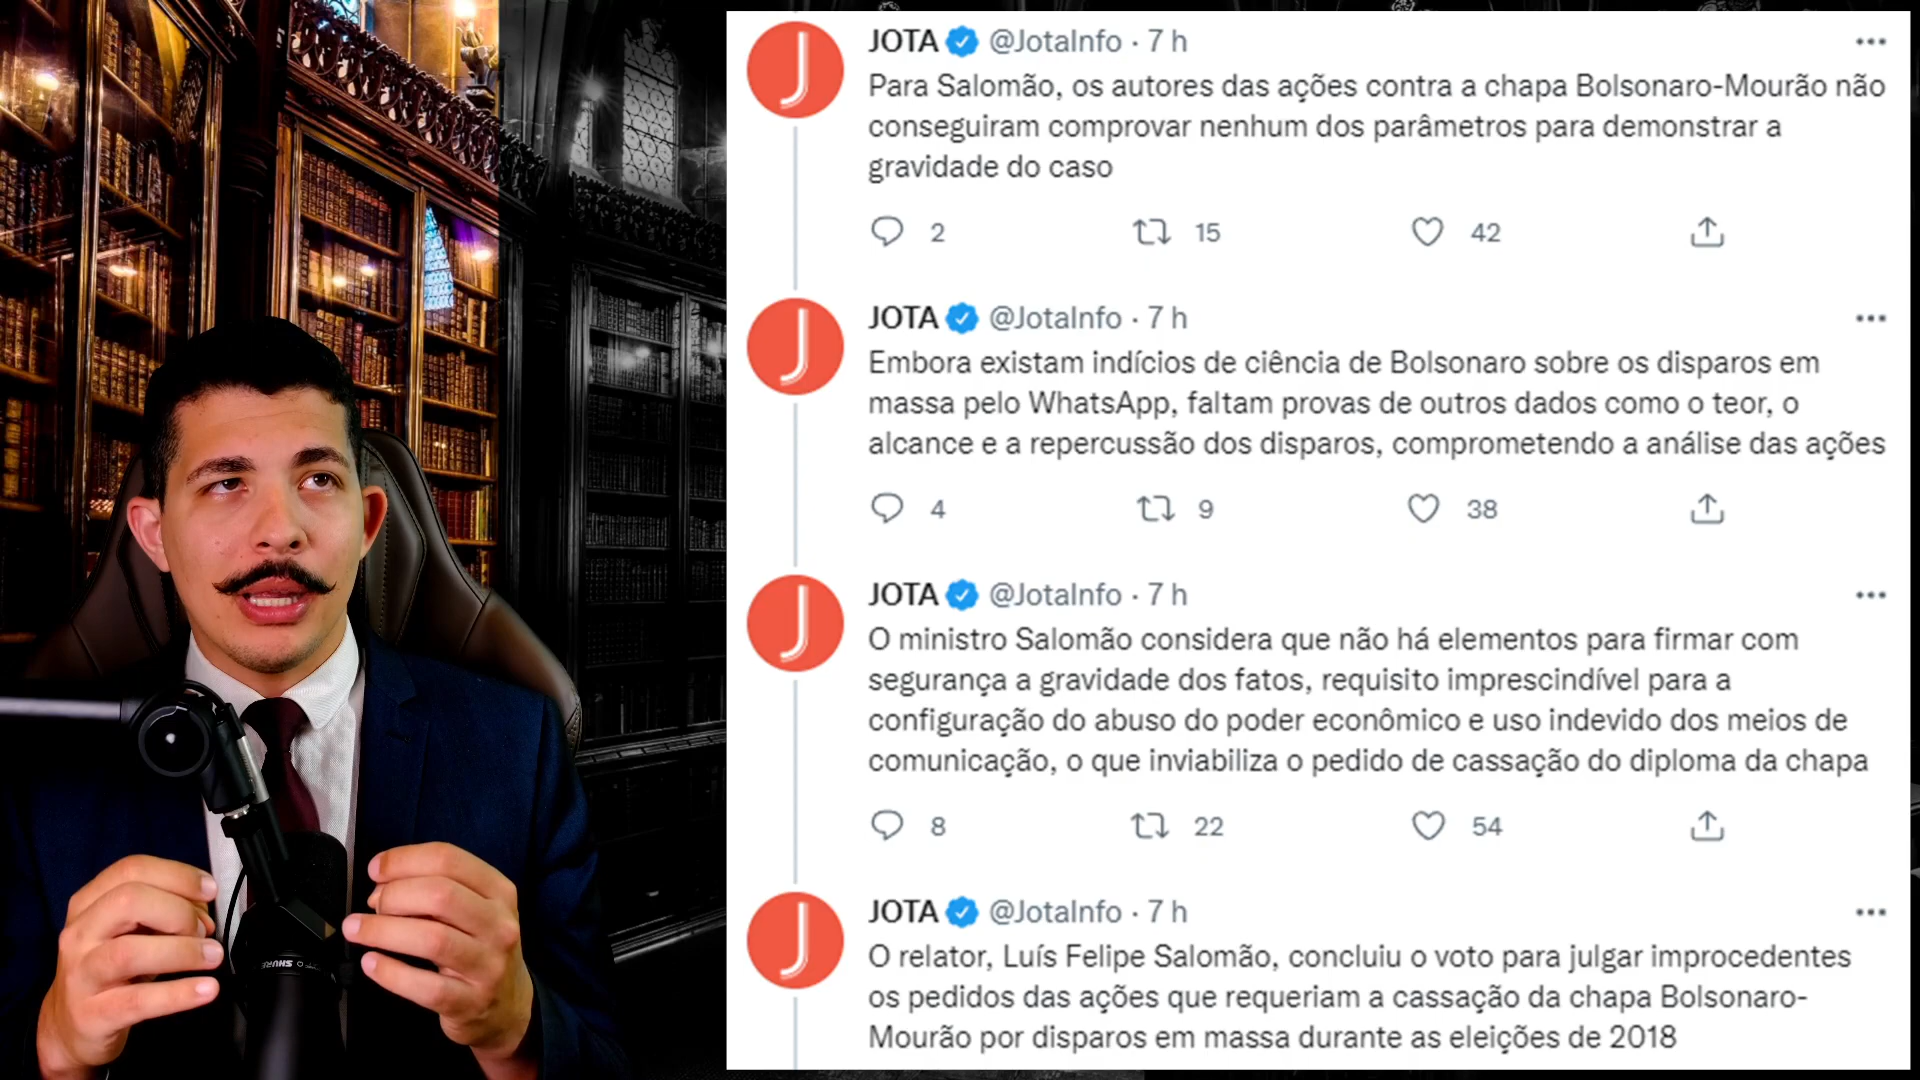 JOTA @JotaInfo · 7 h
Para Salomão, os autores das ações contra a chapa Bolsonaro-Mourão não
conseguiram comprovar nenhum dos parâmetros para demonstrar a
gravidade do caso
2 15 42
JOTA @JotaInfo · 7 h
Embora existam indícios de ciência de Bolsonaro sobre os disparos em
massa pelo WhatsApp, faltam provas de outros dados como o teor, o
alcance e a repercussão dos disparos, comprometendo a análise das ações
4 9 38
JOTA @JotaInfo · 7 h
O ministro Salomão considera que não há elementos para firmar com
segurança a gravidade dos fatos, requisito imprescindível para a
configuração do abuso do poder econômico e uso indevido dos meios de
comunicação, o que inviabiliza o pedido de cassação do diploma da chapa
8 22 54
JOTA @JotaInfo · 7 h
O relator, Luís Felipe Salomão, concluiu o voto para julgar improcedentes
os pedidos das ações que requeriam a cassação da chapa Bolsonaro-
Mourão por disparos em massa durante as eleições de 2018
SHURE